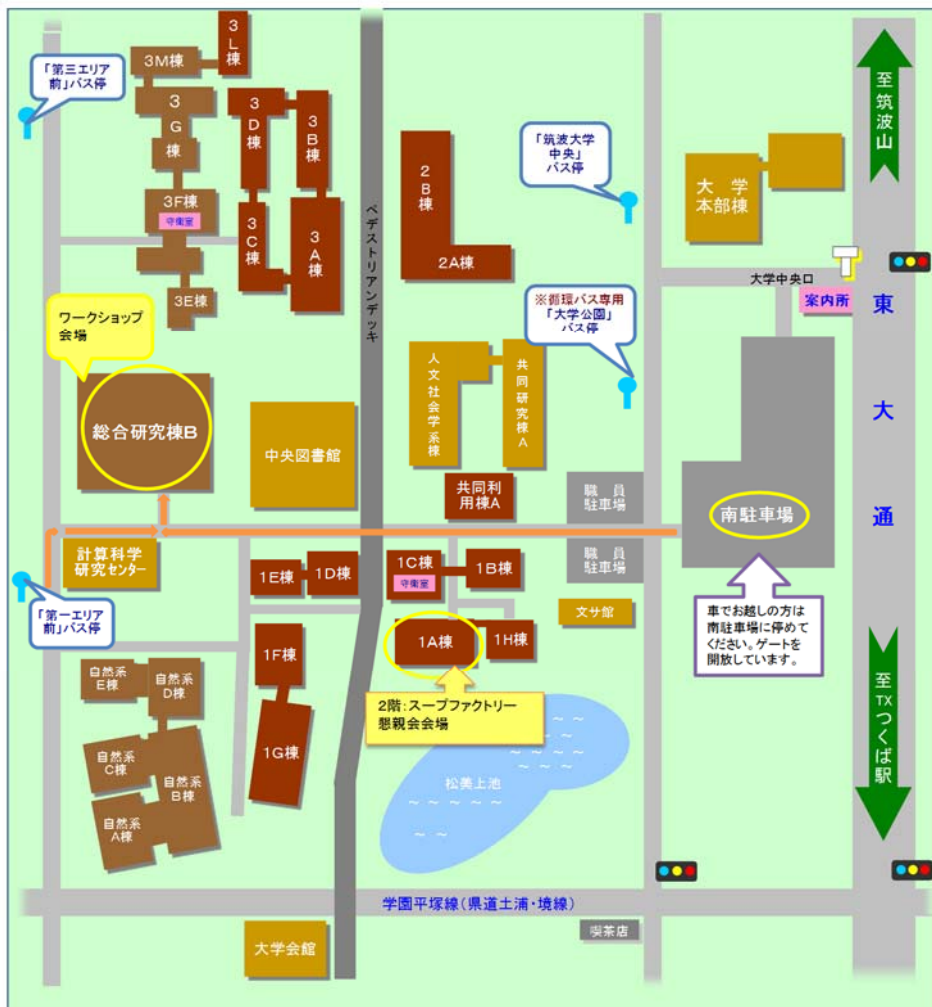 3L棟
3M棟
「第三エリア
前」バス停
3G棟
3D棟
3B棟
至筑波山
「筑波大学
中央」
バス停
2B棟
大 学
本部棟
3F棟
守衛室
3C棟
3A棟
ペデストリアンデッキ
2A棟
大学中央口
3E棟
※循環バス専用
「大学公園」
バス停
案内所
東大通
ワークショップ
会場
人文社会学系棟
共同研究棟A
総合研究棟B
中央図書館
共同利
用棟A
職 員
駐車場
南駐車場
計算科学
研究センター
1E棟
1D棟
1C棟
守衛室
1B棟
職 員
駐車場
「第一エリア
前」バス停
文サ館
車でお越しの方は
南駐車場に停めて
ください。ゲートを
開放しています。
1F棟
1A棟
1H棟
自然系
E棟
自然系
D棟
2階:スープファクトリー
懇親会会場
至TXつくば駅
1G棟
自然系
C棟
自然系
B棟
松美上池
自然系
A棟
学園平塚線(県道土浦・境線)
大学会館
喫茶店